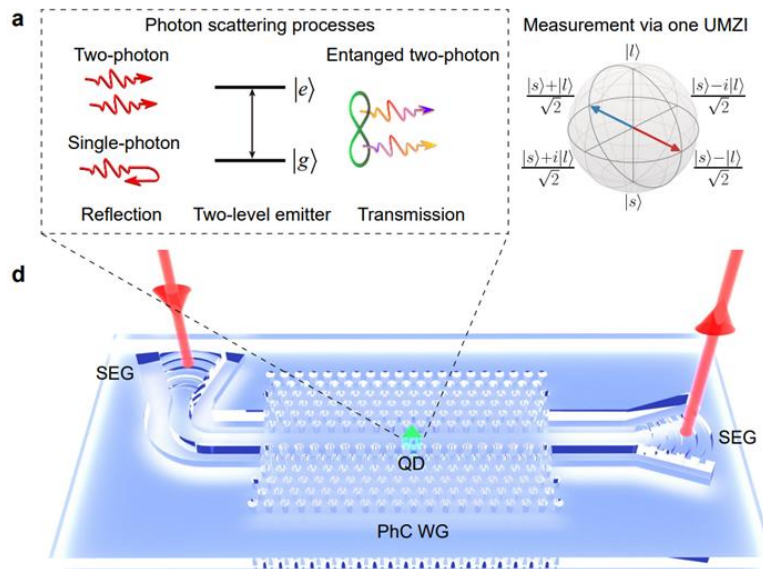 a
Photon scattering processes
Two-photon
Single-photon
Reflection
|e⟩
|g⟩
Two-level emitter
Entanged two-photon
Transmission
Measurement via one UMZI
|l⟩
|s⟩+|l⟩
√2
|s⟩−i|l⟩
√2
|s⟩+i|l⟩
√2
|s⟩−|l⟩
√2
|s⟩
d
SEG
QD
SEG
PhC WG